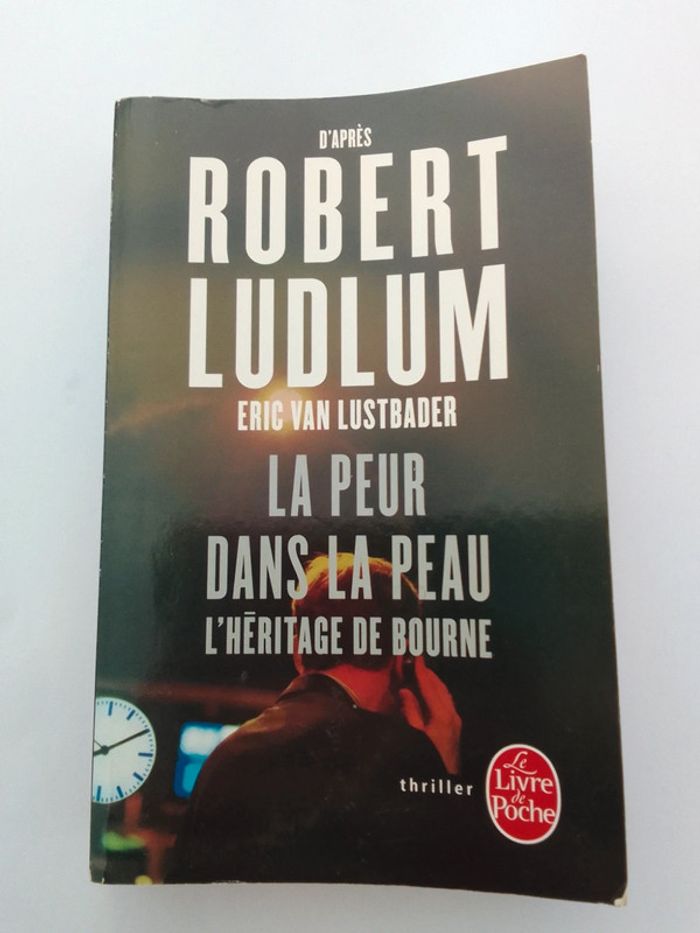 D'APRÈS
ROBERT
LUDLUM
ERIC VAN LUSTBADER
LA PEUR
DANS LA PEAU
L'HÉRITAGE DE BOURNE
thriller
Le
Livre
de
Poche